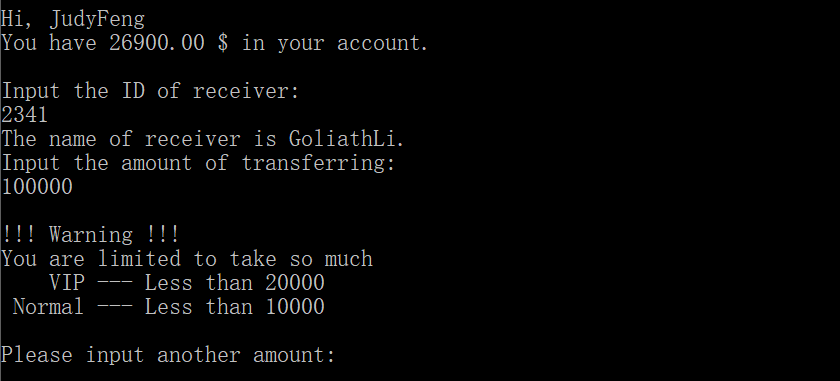 Hi, JudyFeng
You have 26900.00 $ in your account.
Input the ID of receiver:
2341
The name of receiver is GoliathLi.
Input the amount of transferring:
100000
!!! Warning !!!
You are limited to take so much
VIP --- Less than 20000
Normal --- Less than 10000
Please input another amount: